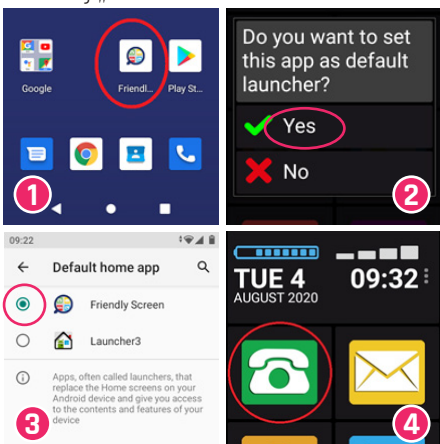 Google
Friendl...
Play St...
1
Do you want to set
this app as default
launcher?
Yes
No
2
09:22
Default home app
Friendly Screen
Launcher3
Apps, often called launchers, that
replace the Home screens on your
Android device and give you access
to the contents and features of your
device
3
TUE 4
AUGUST 2020
09:32
4